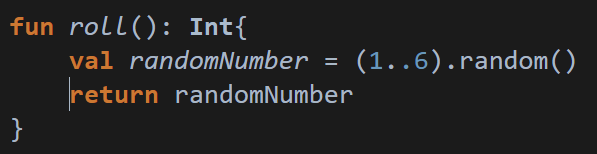 fun roll(): Int{
    val randomNumber = (1..6).random()
    return randomNumber
}